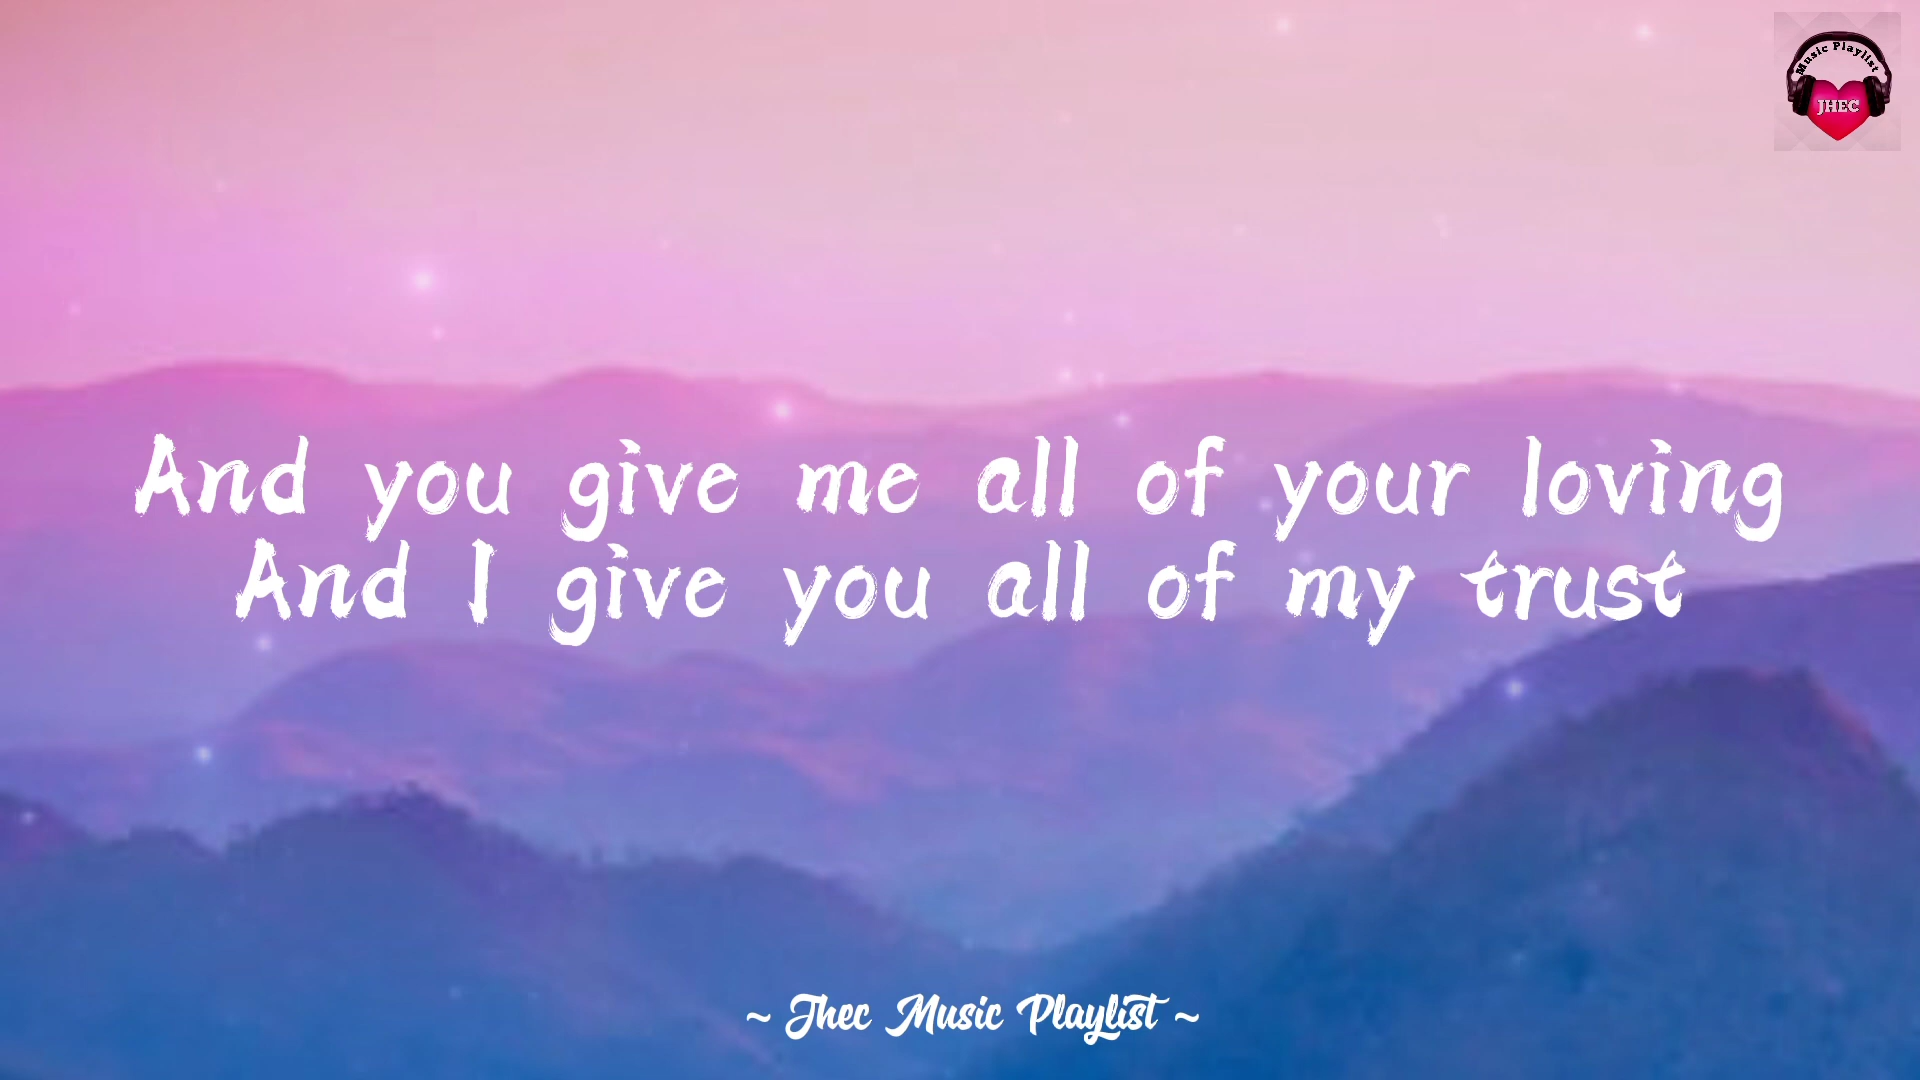 Music Playlist
JHEC
And you give me all of your loving
And I give you all of my trust
~ Jhec Music Playlist ~